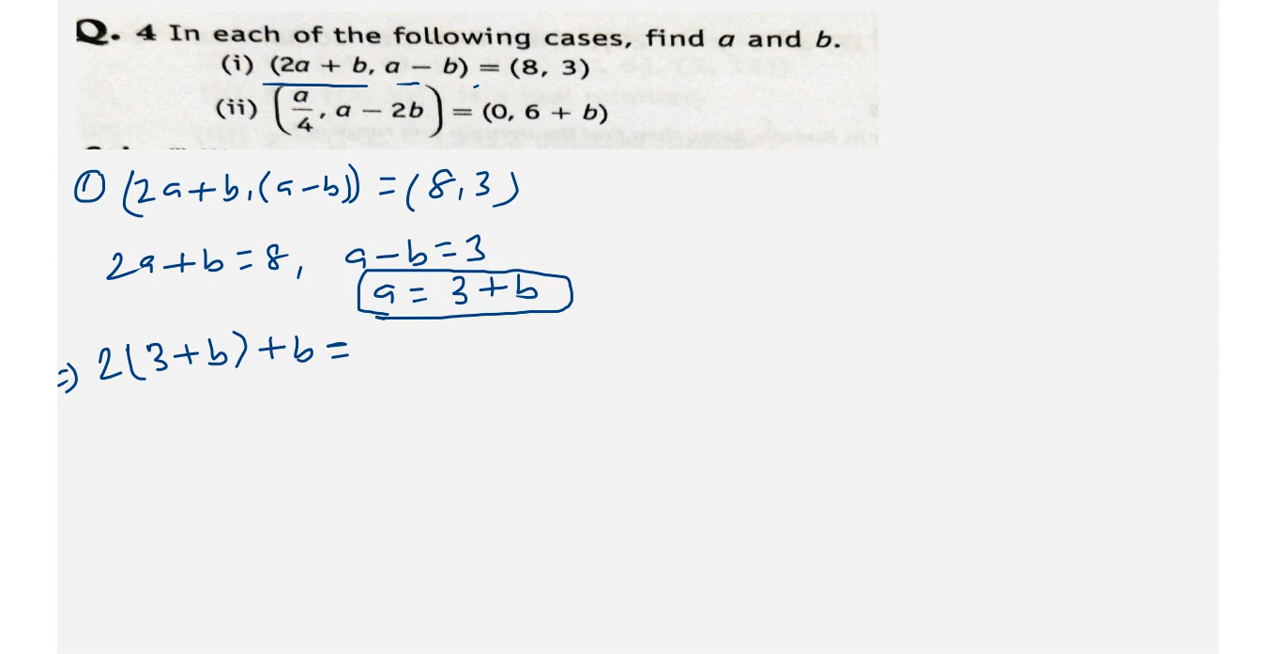 Q. 4 In each of the following cases, find a and b.
(i) (2a + b, a − b) = (8, 3)
(ii) (a/4, a − 2b) = (0, 6 + b)
① (2a+b,(a-b)) = (8,3)
2a+b=8, a-b=3
a = 3+b
⇒ 2(3+b)+b=